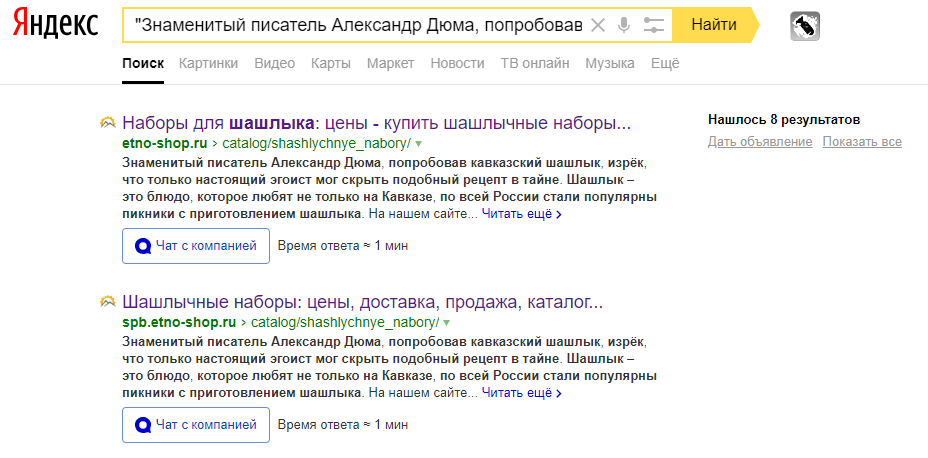 Яндекс
"Знаменитый писатель Александр Дюма, попробовав
Найти
Поиск Картинки Видео Карты Маркет Новости ТВ онлайн Музыка Ещё
Наборы для шашлыка: цены - купить шашлычные наборы...
etno-shop.ru › catalog/shashlychnye_nabory/
Знаменитый писатель Александр Дюма, попробовав кавказский шашлык, изрёк,
что только настоящий эгоист мог скрыть подобный рецепт в тайне. Шашлык –
это блюдо, которое любят не только на Кавказе, по всей России стали популярны
пикники с приготовлением шашлыка. На нашем сайте... Читать ещё ›
Чат с компанией Время ответа ≈ 1 мин
Нашлось 8 результатов
Дать объявление Показать все
Шашлычные наборы: цены, доставка, продажа, каталог...
spb.etno-shop.ru › catalog/shashlychnye_nabory/
Знаменитый писатель Александр Дюма, попробовав кавказский шашлык, изрёк,
что только настоящий эгоист мог скрыть подобный рецепт в тайне. Шашлык –
это блюдо, которое любят не только на Кавказе, по всей России стали популярны
пикники с приготовлением шашлыка. На нашем сайте... Читать ещё ›
Чат с компанией Время ответа ≈ 1 мин